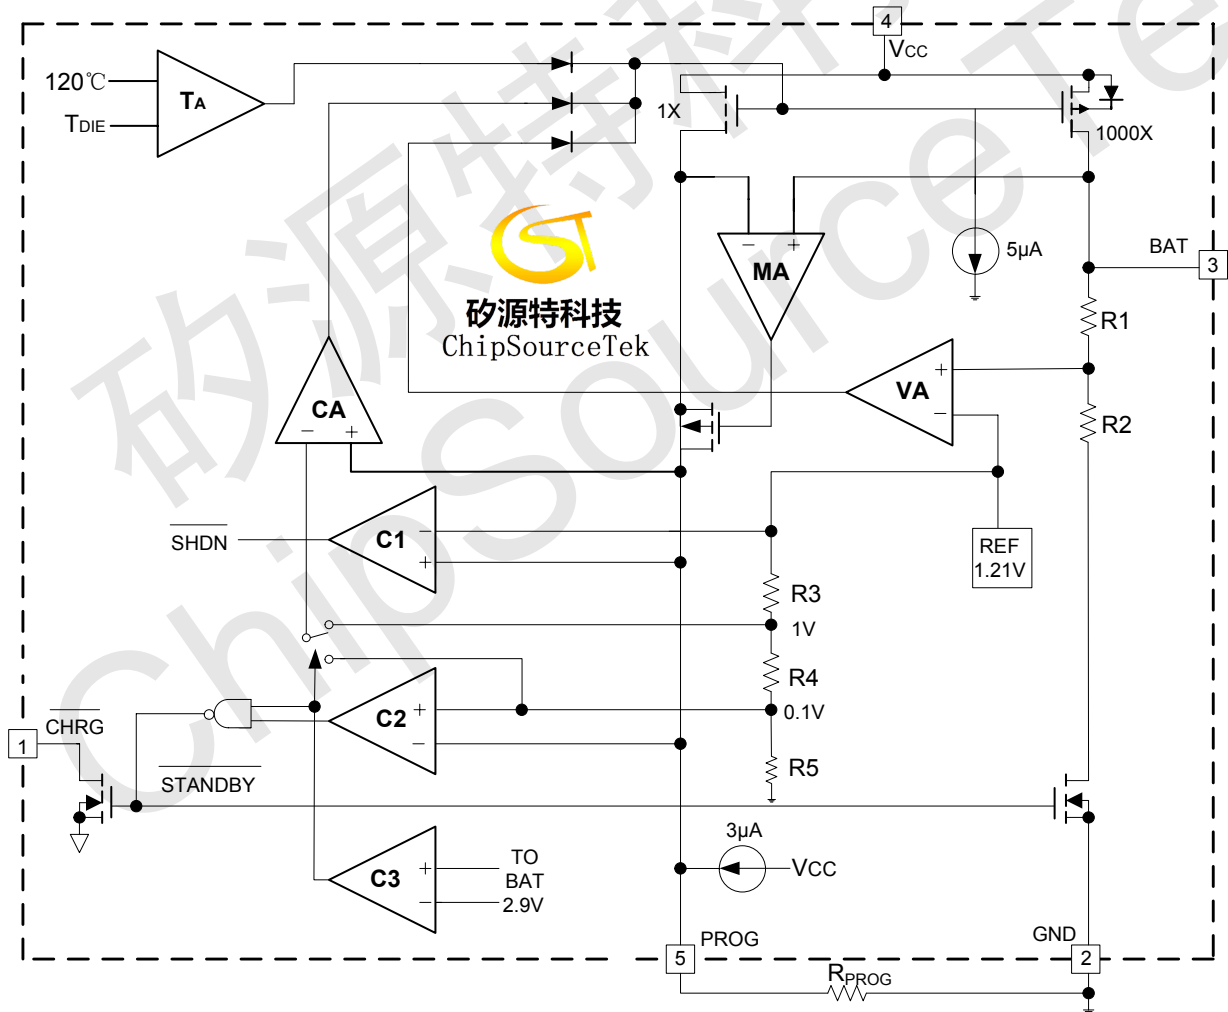 4
VCC
120℃
TA
TDIE
1X
1000X
MA
− +
5µA
BAT
3
矽源特科技
ChipSourceTek
R1
CA
− +
VA
+
−
R2
SHDN
C1
−
+
REF
1.21V
R3
1V
R4
0.1V
CHRG
1
C2
+
−
STANDBY
R5
3µA
VCC
C3
+
−
TO
BAT
2.9V
PROG
5
GND
2
RPROG
矽源特科
ChipSourceTe